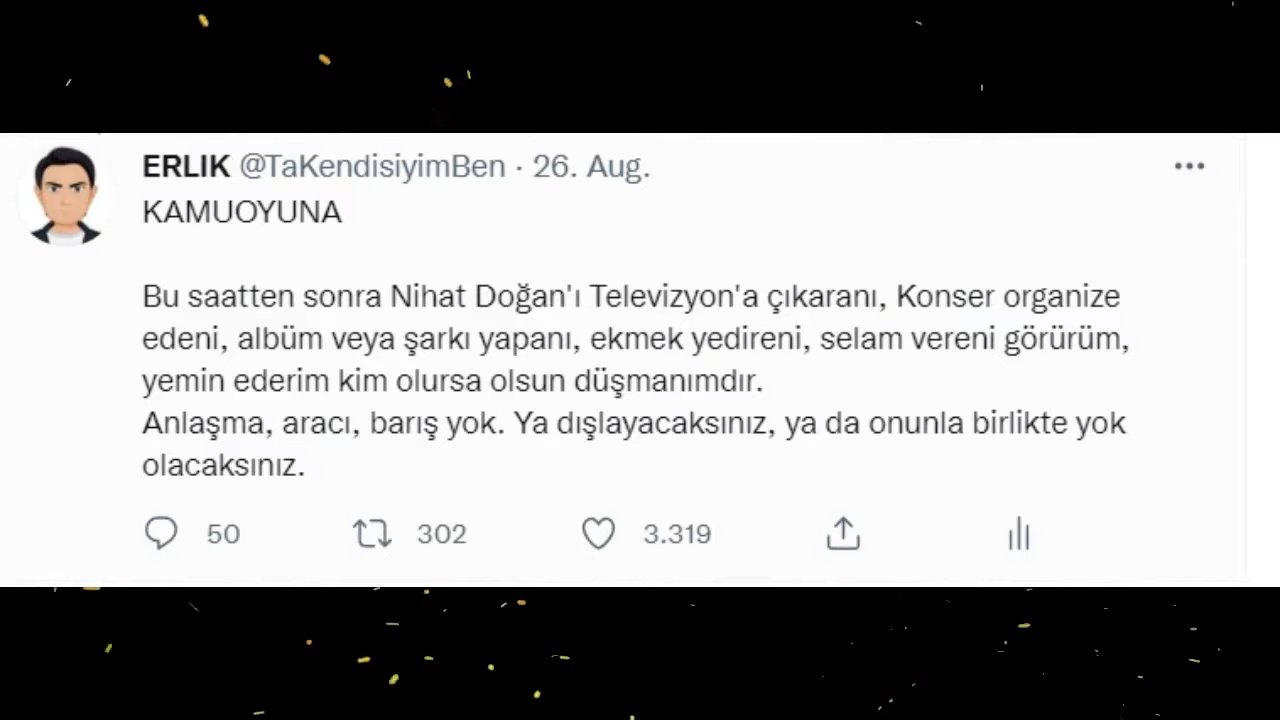 ERLIK @TaKendisiyimBen · 26. Aug.
KAMUOYUNA
Bu saatten sonra Nihat Doğan'ı Televizyon'a çıkaranı, Konser organize
edeni, albüm veya şarkı yapanı, ekmek yedireni, selam vereni görürüm,
yemin ederim kim olursa olsun düşmanımdır.
Anlaşma, aracı, barış yok. Ya dışlayacaksınız, ya da onunla birlikte yok
olacaksınız.
50 302 3.319